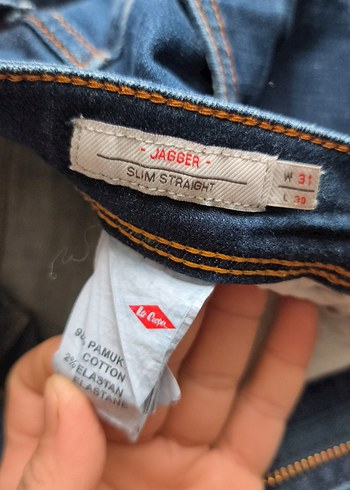 - JAGGER -
SLIM STRAIGHT
W 31
L 30
Lee Cooper
PAMUK
COTTON
2% ELASTAN
ELASTANE